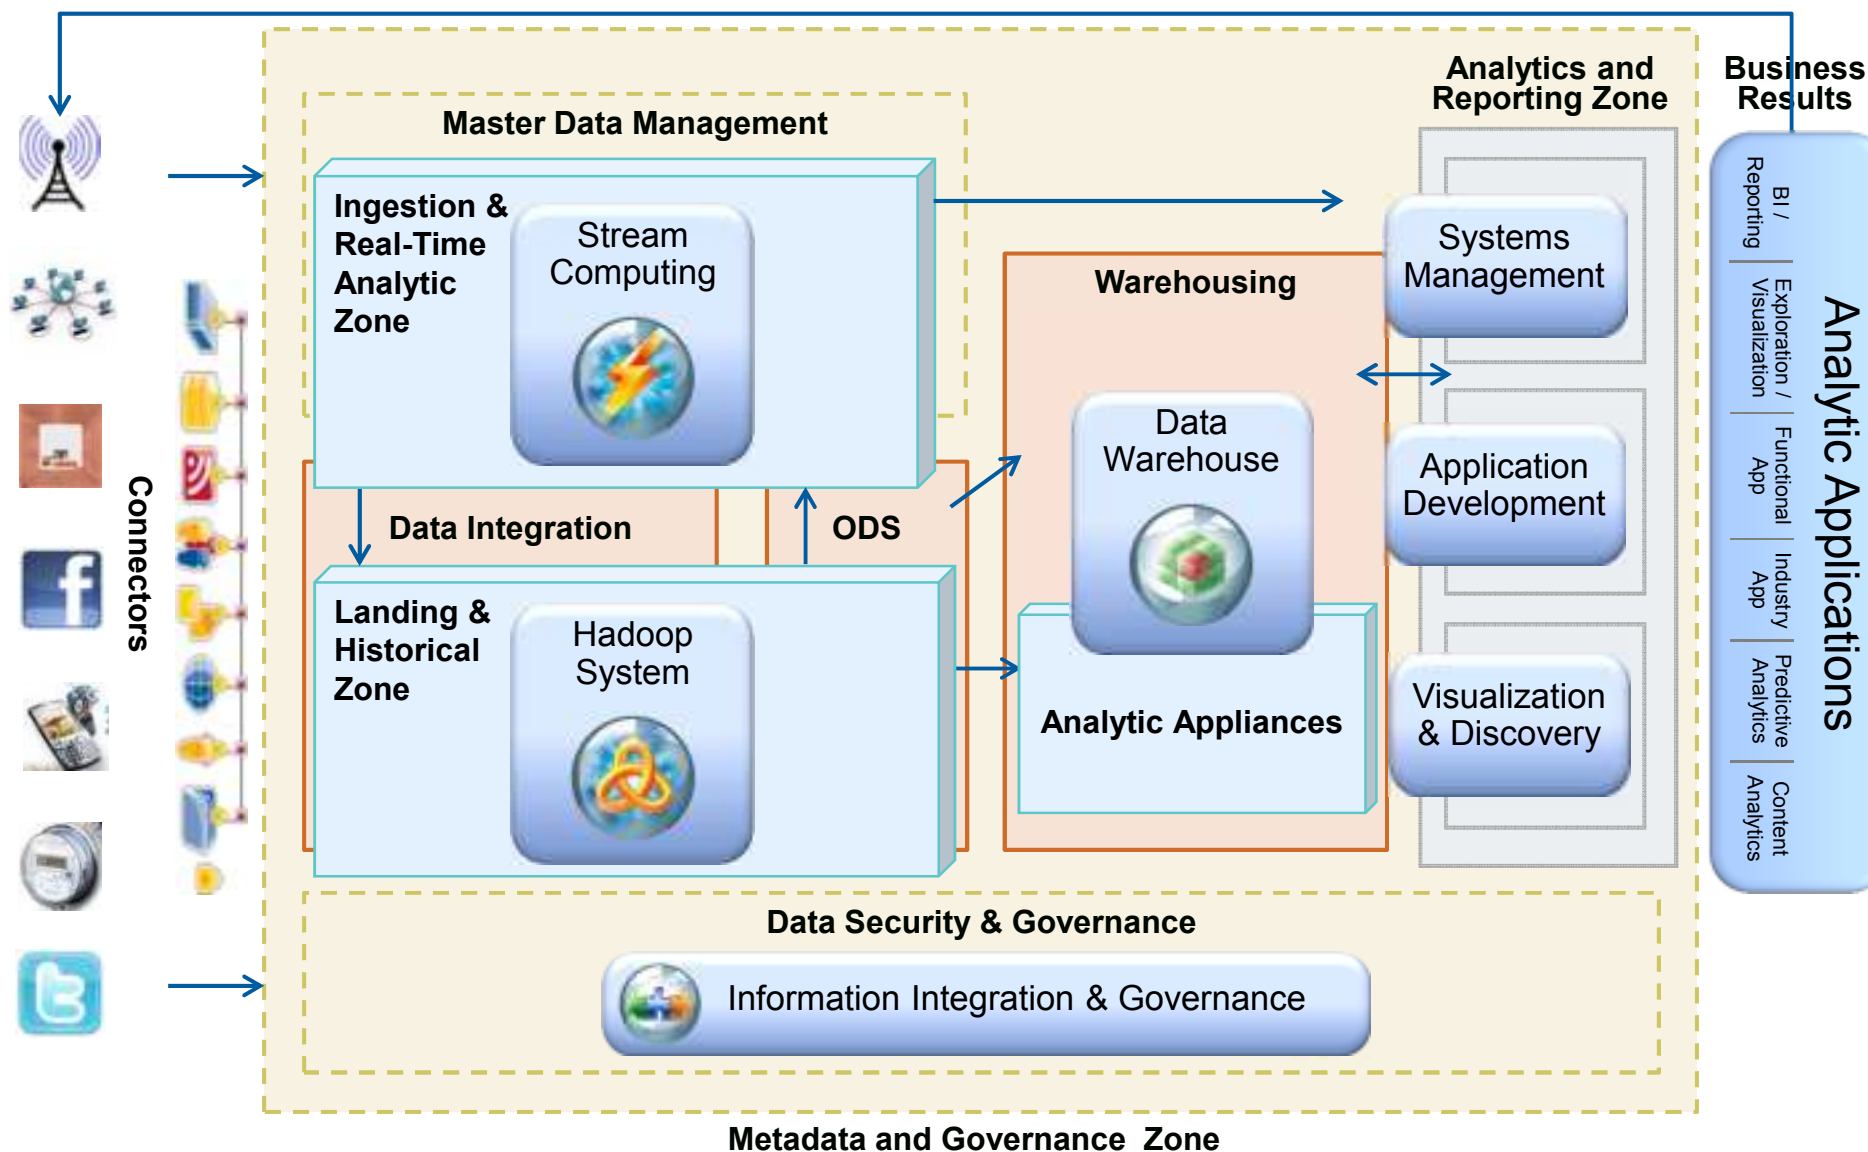 Analytics and
Reporting Zone
Business
Results
Master Data Management
Ingestion &
Real-Time
Analytic
Zone
Stream
Computing
Systems
Management
Warehousing
Data
Warehouse
Application
Development
Connectors
Data Integration
ODS
Landing &
Historical
Zone
Hadoop
System
Analytic Appliances
Visualization
& Discovery
BI /
Reporting
Exploration /
Visualization
Functional
App
Industry
App
Predictive
Analytics
Content
Analytics
Analytic Applications
f
t
Data Security & Governance
Information Integration & Governance
Metadata and Governance Zone